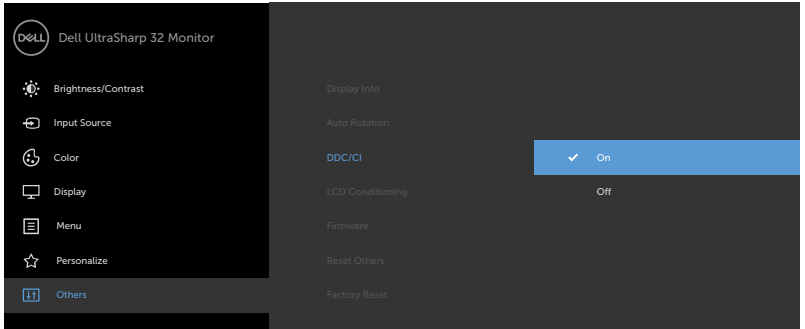 DELL
Dell UltraSharp 32 Monitor
Brightness/Contrast
Display Info
Input Source
Auto Rotation
Color
DDC/CI
On
Display
LCD Conditioning
Off
Menu
Firmware
Personalize
Reset Others
Others
Factory Reset